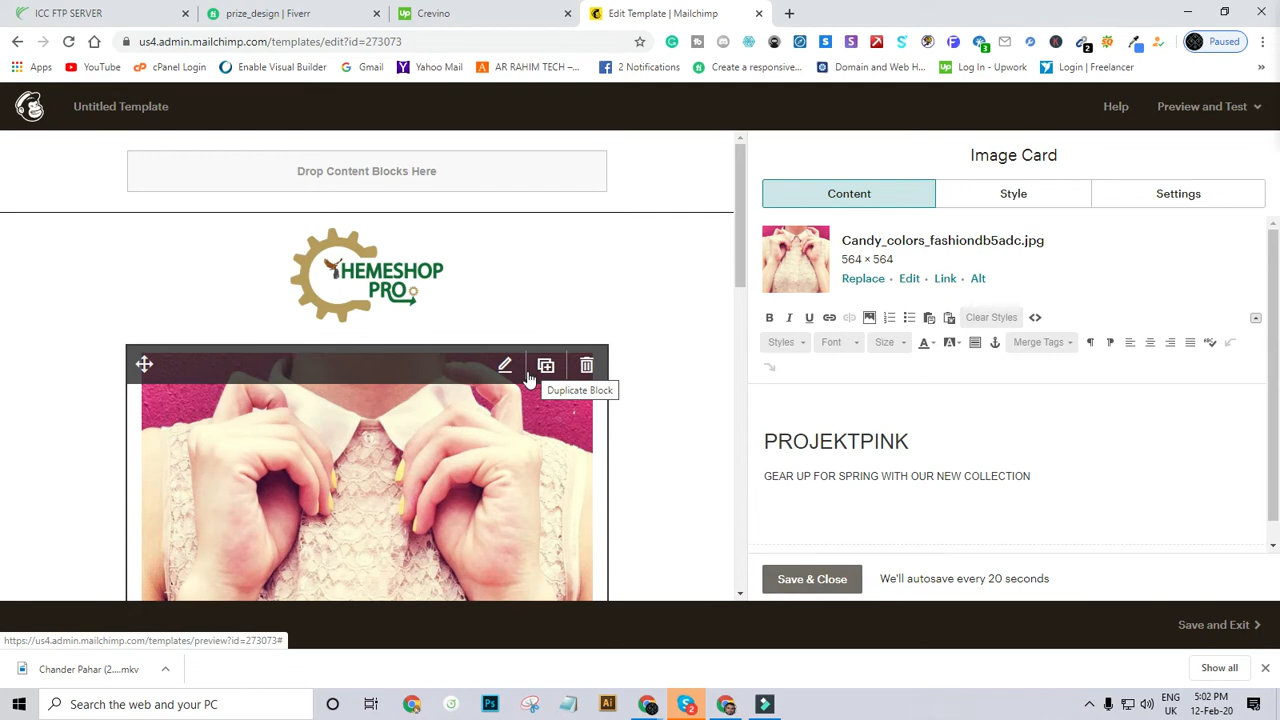 ICC FTP SERVER
prize_design | Fiverr
Crevino
Edit Template | Mailchimp
us4.admin.mailchimp.com/templates/edit?id=273073
Paused
Apps
YouTube
cPanel Login
Enable Visual Builder
Gmail
Yahoo Mail
AR RAHIM TECH –...
2 Notifications
Create a responsive...
Domain and Web H...
Log In - Upwork
Login | Freelancer
Untitled Template
Help
Preview and Test
Drop Content Blocks Here
HEMESHOP
PRO
Duplicate Block
Image Card
Content
Style
Settings
Candy_colors_fashiondb5adc.jpg
564 × 564
Replace • Edit • Link • Alt
Clear Styles
Styles
Font
Size
Merge Tags
PROJEKTPINK
GEAR UP FOR SPRING WITH OUR NEW COLLECTION
Save & Close
We'll autosave every 20 seconds
Save and Exit
https://us4.admin.mailchimp.com/templates/preview?id=273073#
Chander Pahar (2....mkv
Show all
Search the web and your PC
ENG
UK
5:02 PM
12-Feb-20